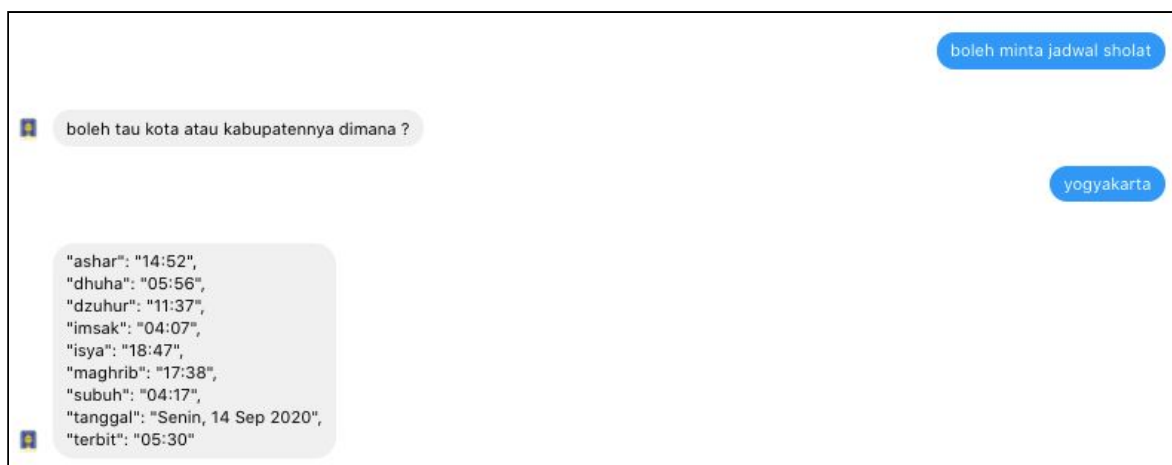 boleh minta jadwal sholat
boleh tau kota atau kabupatennya dimana ?
yogyakarta
"ashar": "14:52",
"dhuha": "05:56",
"dzuhur": "11:37",
"imsak": "04:07",
"isya": "18:47",
"maghrib": "17:38",
"subuh": "04:17",
"tanggal": "Senin, 14 Sep 2020",
"terbit": "05:30"